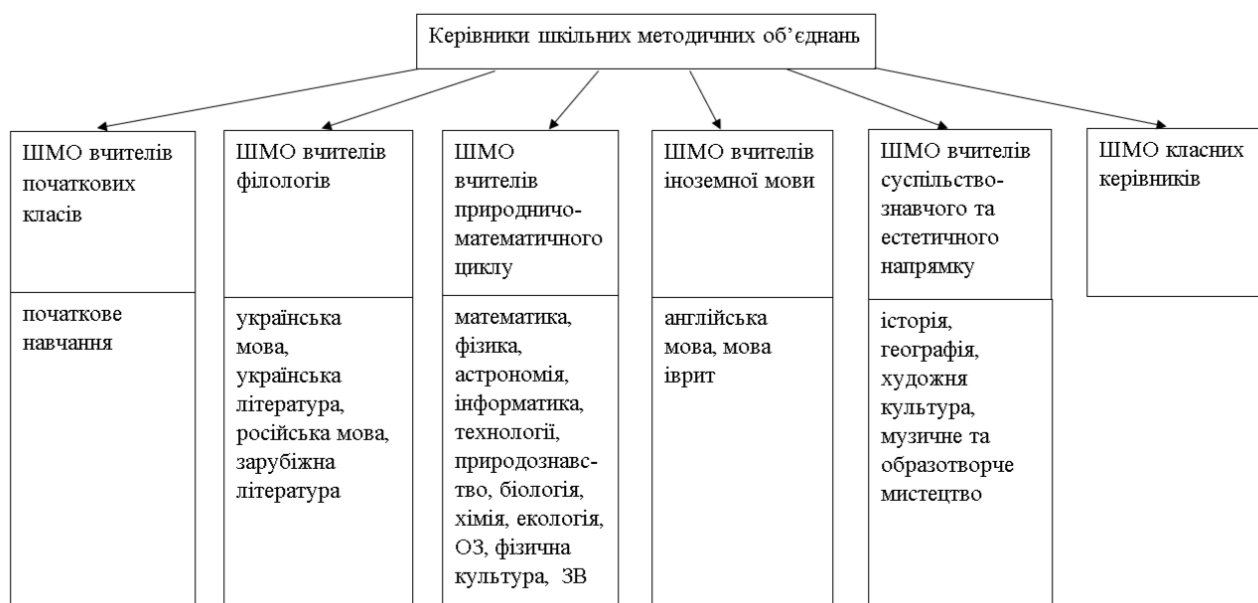 Керівники шкільних методичних об’єднань
ШМО вчителів
початкових
класів
ШМО вчителів
філологів
ШМО
вчителів
природничо-
математичного
циклу
ШМО вчителів
іноземної мови
ШМО вчителів
суспільство-
знавчого та
естетичного
напрямку
ШМО класних
керівників
початкове
навчання
українська
мова,
українська
література,
російська мова,
зарубіжна
література
математика,
фізика,
астрономія,
інформатика,
технології,
природознавс-
тво, біологія,
хімія, екологія,
ОЗ, фізична
культура, ЗВ
англійська
мова, мова
іврит
історія,
географія,
художня
культура,
музичне та
образотворче
мистецтво